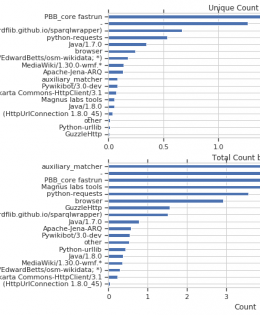 Unique Count
PBB_core fastrun
-
rdflib.github.io/sparqlwrapper)
python-requests
Java/1.7.0
browser
/EdwardBetts/osm-wikidata; *)
MediaWiki/1.30.0-wmf.*
Apache-Jena-ARQ
auxiliary_matcher
Pywikibot/3.0-dev
karta Commons-HttpClient/3.1
Magnus labs tools
Java/1.8.0
(HttpUrlConnection 1.8.0_45)
other
Python-urllib
GuzzleHttp
0.0 0.5 1.0
Total Count b
auxiliary_matcher
-
PBB_core fastrun
Magnus labs tools
python-requests
browser
GuzzleHttp
rdflib.github.io/sparqlwrapper)
Java/1.7.0
Apache-Jena-ARQ
Pywikibot/3.0-dev
other
Python-urllib
Java/1.8.0
MediaWiki/1.30.0-wmf.*
/EdwardBetts/osm-wikidata; *)
karta Commons-HttpClient/3.1
(HttpUrlConnection 1.8.0_45)
0 1 2 3
Count